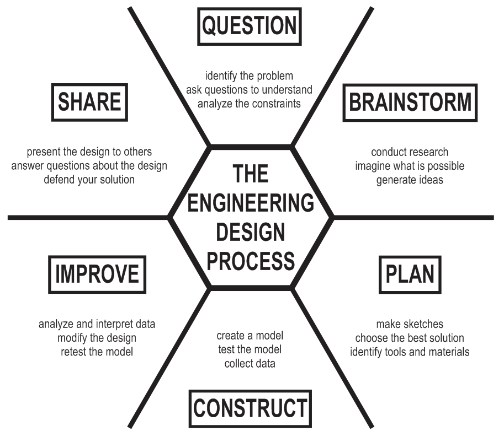 QUESTION
identify the problem
ask questions to understand
analyze the constraints
BRAINSTORM
conduct research
imagine what is possible
generate ideas
PLAN
make sketches
choose the best solution
identify tools and materials
create a model
test the model
collect data
CONSTRUCT
IMPROVE
analyze and interpret data
modify the design
retest the model
SHARE
present the design to others
answer questions about the design
defend your solution
THE
ENGINEERING
DESIGN
PROCESS